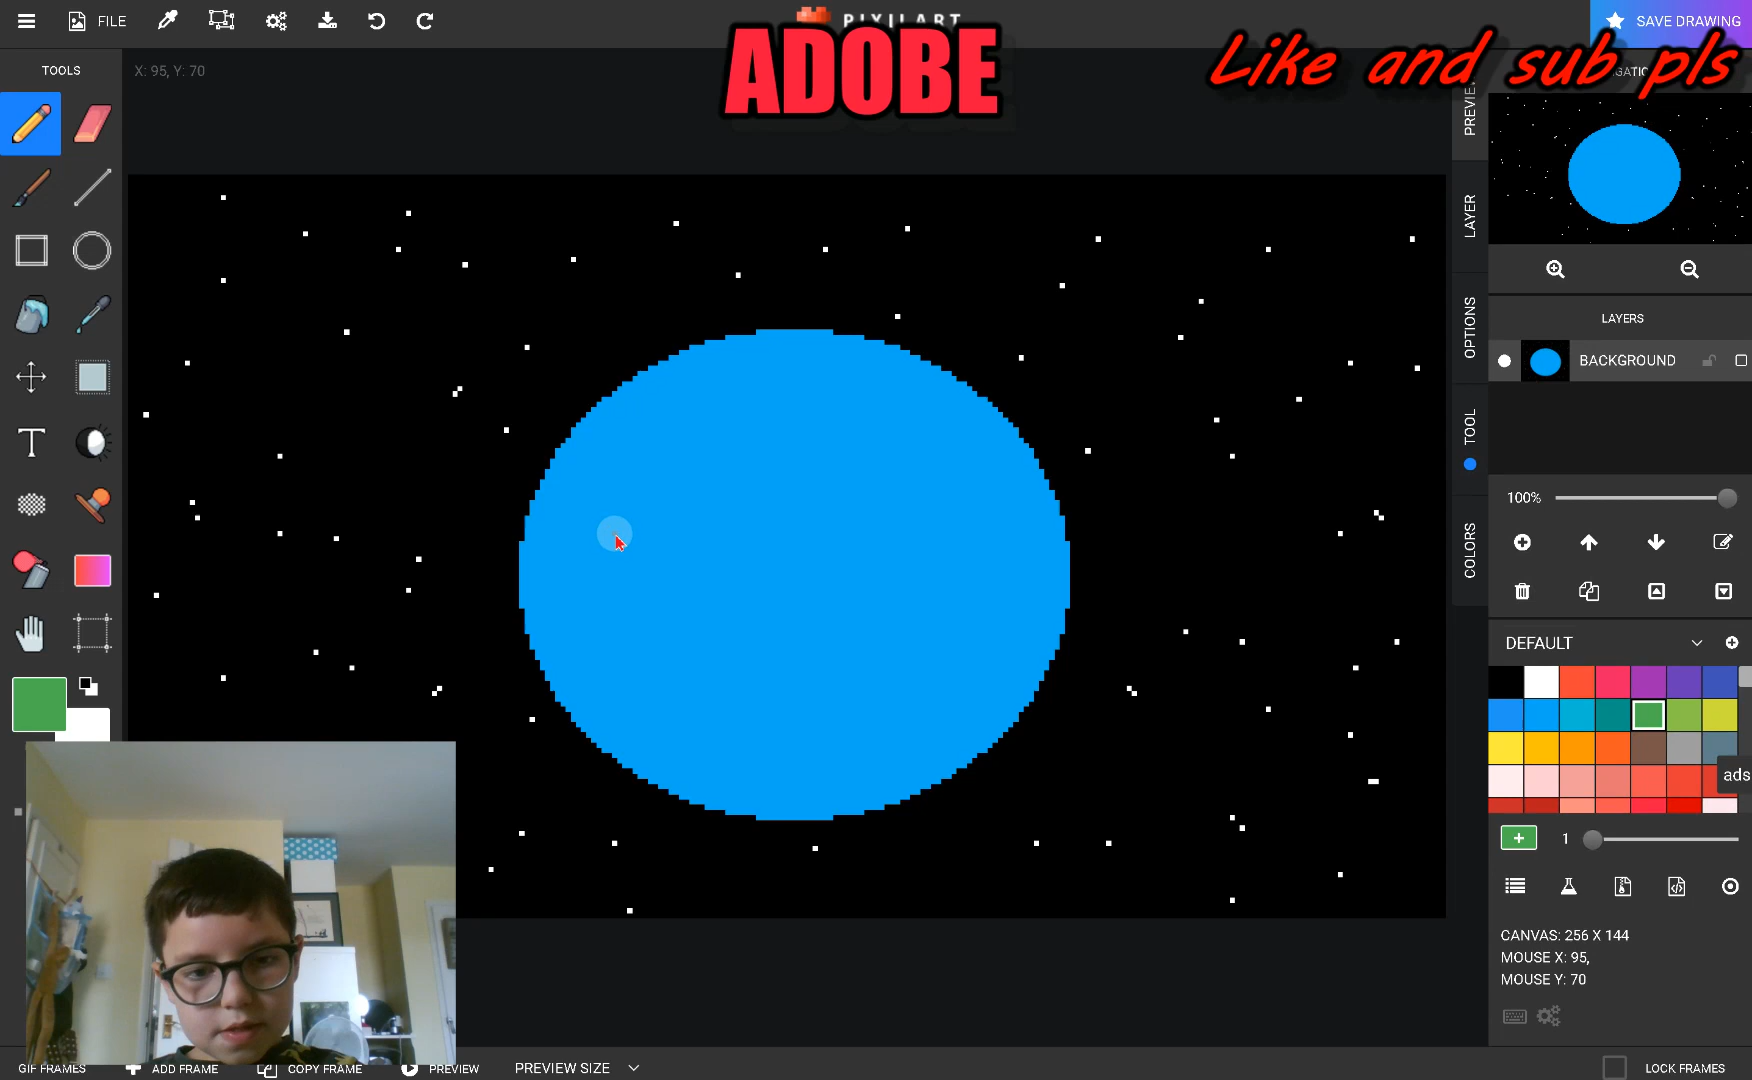 FILE
PIXILART
SAVE DRAWING
ADOBE
Like and sub pls
TOOLS
X: 95, Y: 70
LAYER
OPTIONS
TOOL
COLORS
LAYERS
BACKGROUND
100%
DEFAULT
ads
1
CANVAS: 256 X 144
MOUSE X: 95,
MOUSE Y: 70
GIF FRAMES
ADD FRAME
COPY FRAME
PREVIEW
PREVIEW SIZE
LOCK FRAMES